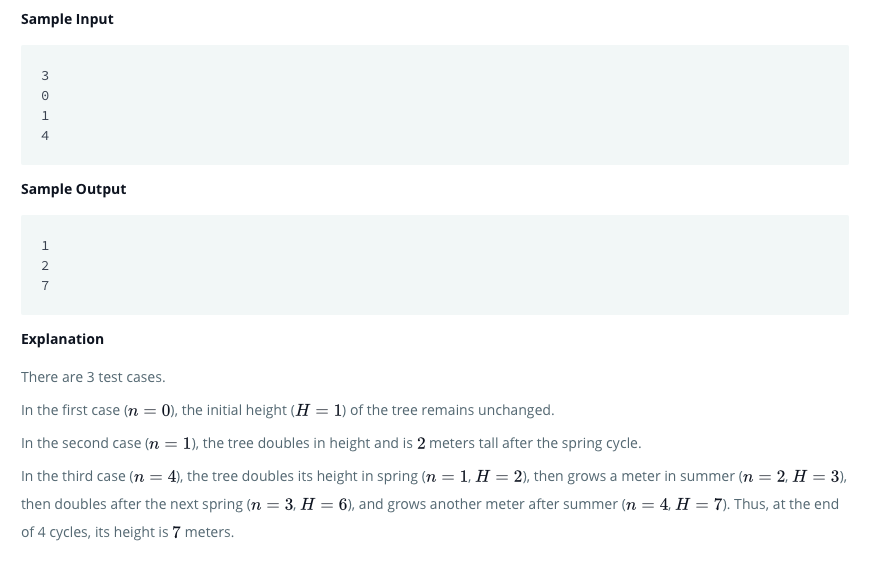 Sample Input
3
0
1
4
Sample Output
1
2
7
Explanation
There are 3 test cases.
In the first case (n = 0), the initial height (H = 1) of the tree remains unchanged.
In the second case (n = 1), the tree doubles in height and is 2 meters tall after the spring cycle.
In the third case (n = 4), the tree doubles its height in spring (n = 1, H = 2), then grows a meter in summer (n = 2, H = 3),
then doubles after the next spring (n = 3, H = 6), and grows another meter after summer (n = 4, H = 7). Thus, at the end
of 4 cycles, its height is 7 meters.